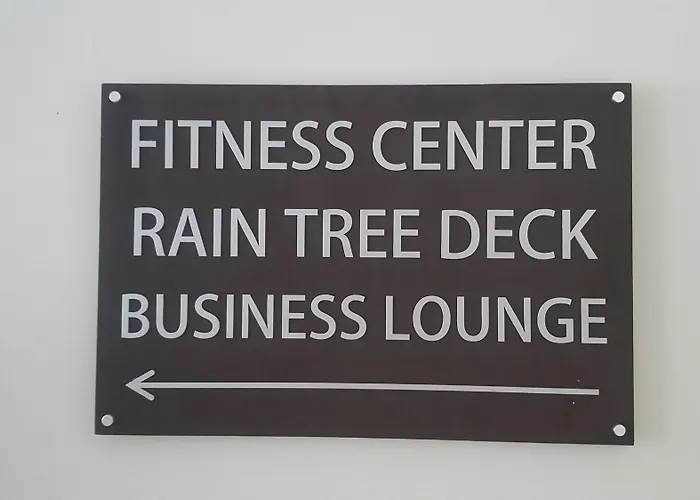 FITNESS CENTER
RAIN TREE DECK
BUSINESS LOUNGE